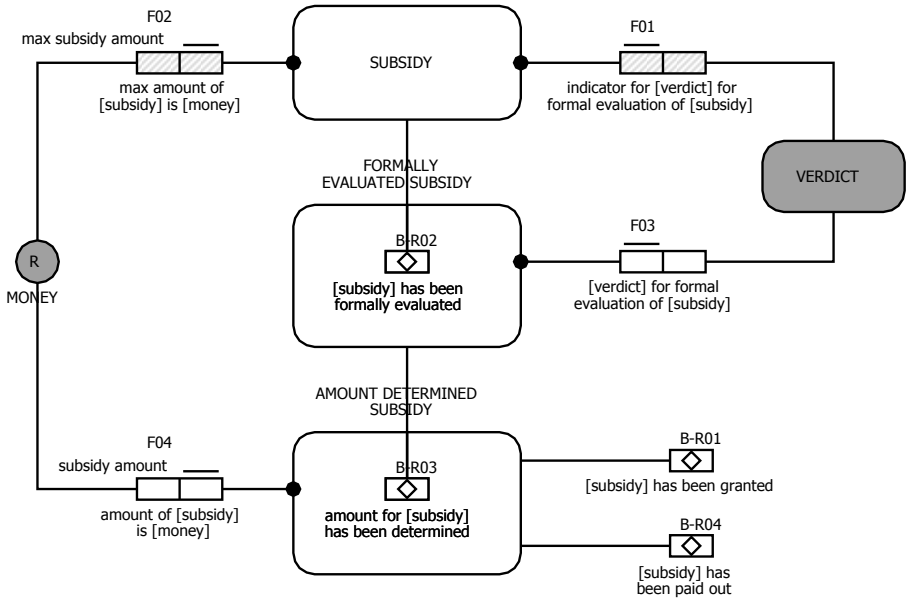 F02
max subsidy amount
max amount of
[subsidy] is [money]
SUBSIDY
F01
indicator for [verdict] for
formal evaluation of [subsidy]
VERDICT
FORMALLY
EVALUATED SUBSIDY
B-R02
[subsidy] has been
formally evaluated
F03
[verdict] for formal
evaluation of [subsidy]
R
MONEY
AMOUNT DETERMINED
SUBSIDY
F04
subsidy amount
amount of [subsidy]
is [money]
B-R03
amount for [subsidy]
has been determined
B-R01
[subsidy] has been granted
B-R04
[subsidy] has
been paid out